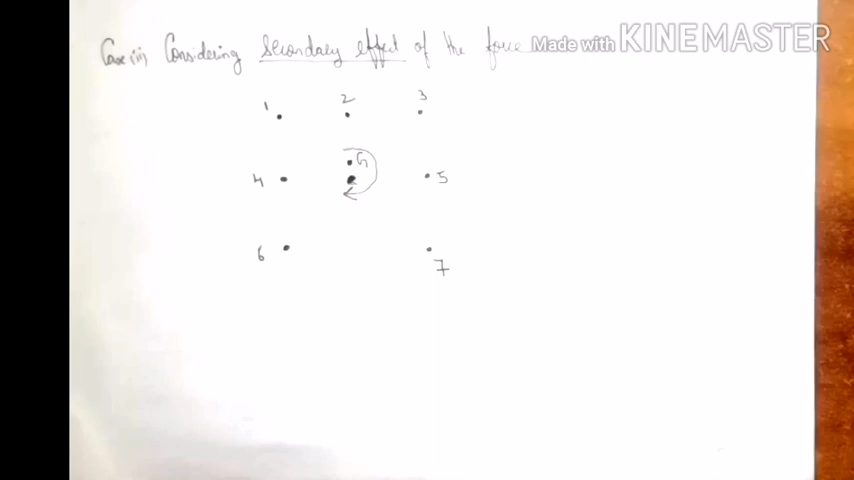 Case (ii) Considering Secondary effect of the force
Made with KINEMASTER
1 2 3
G
4 5
6
7